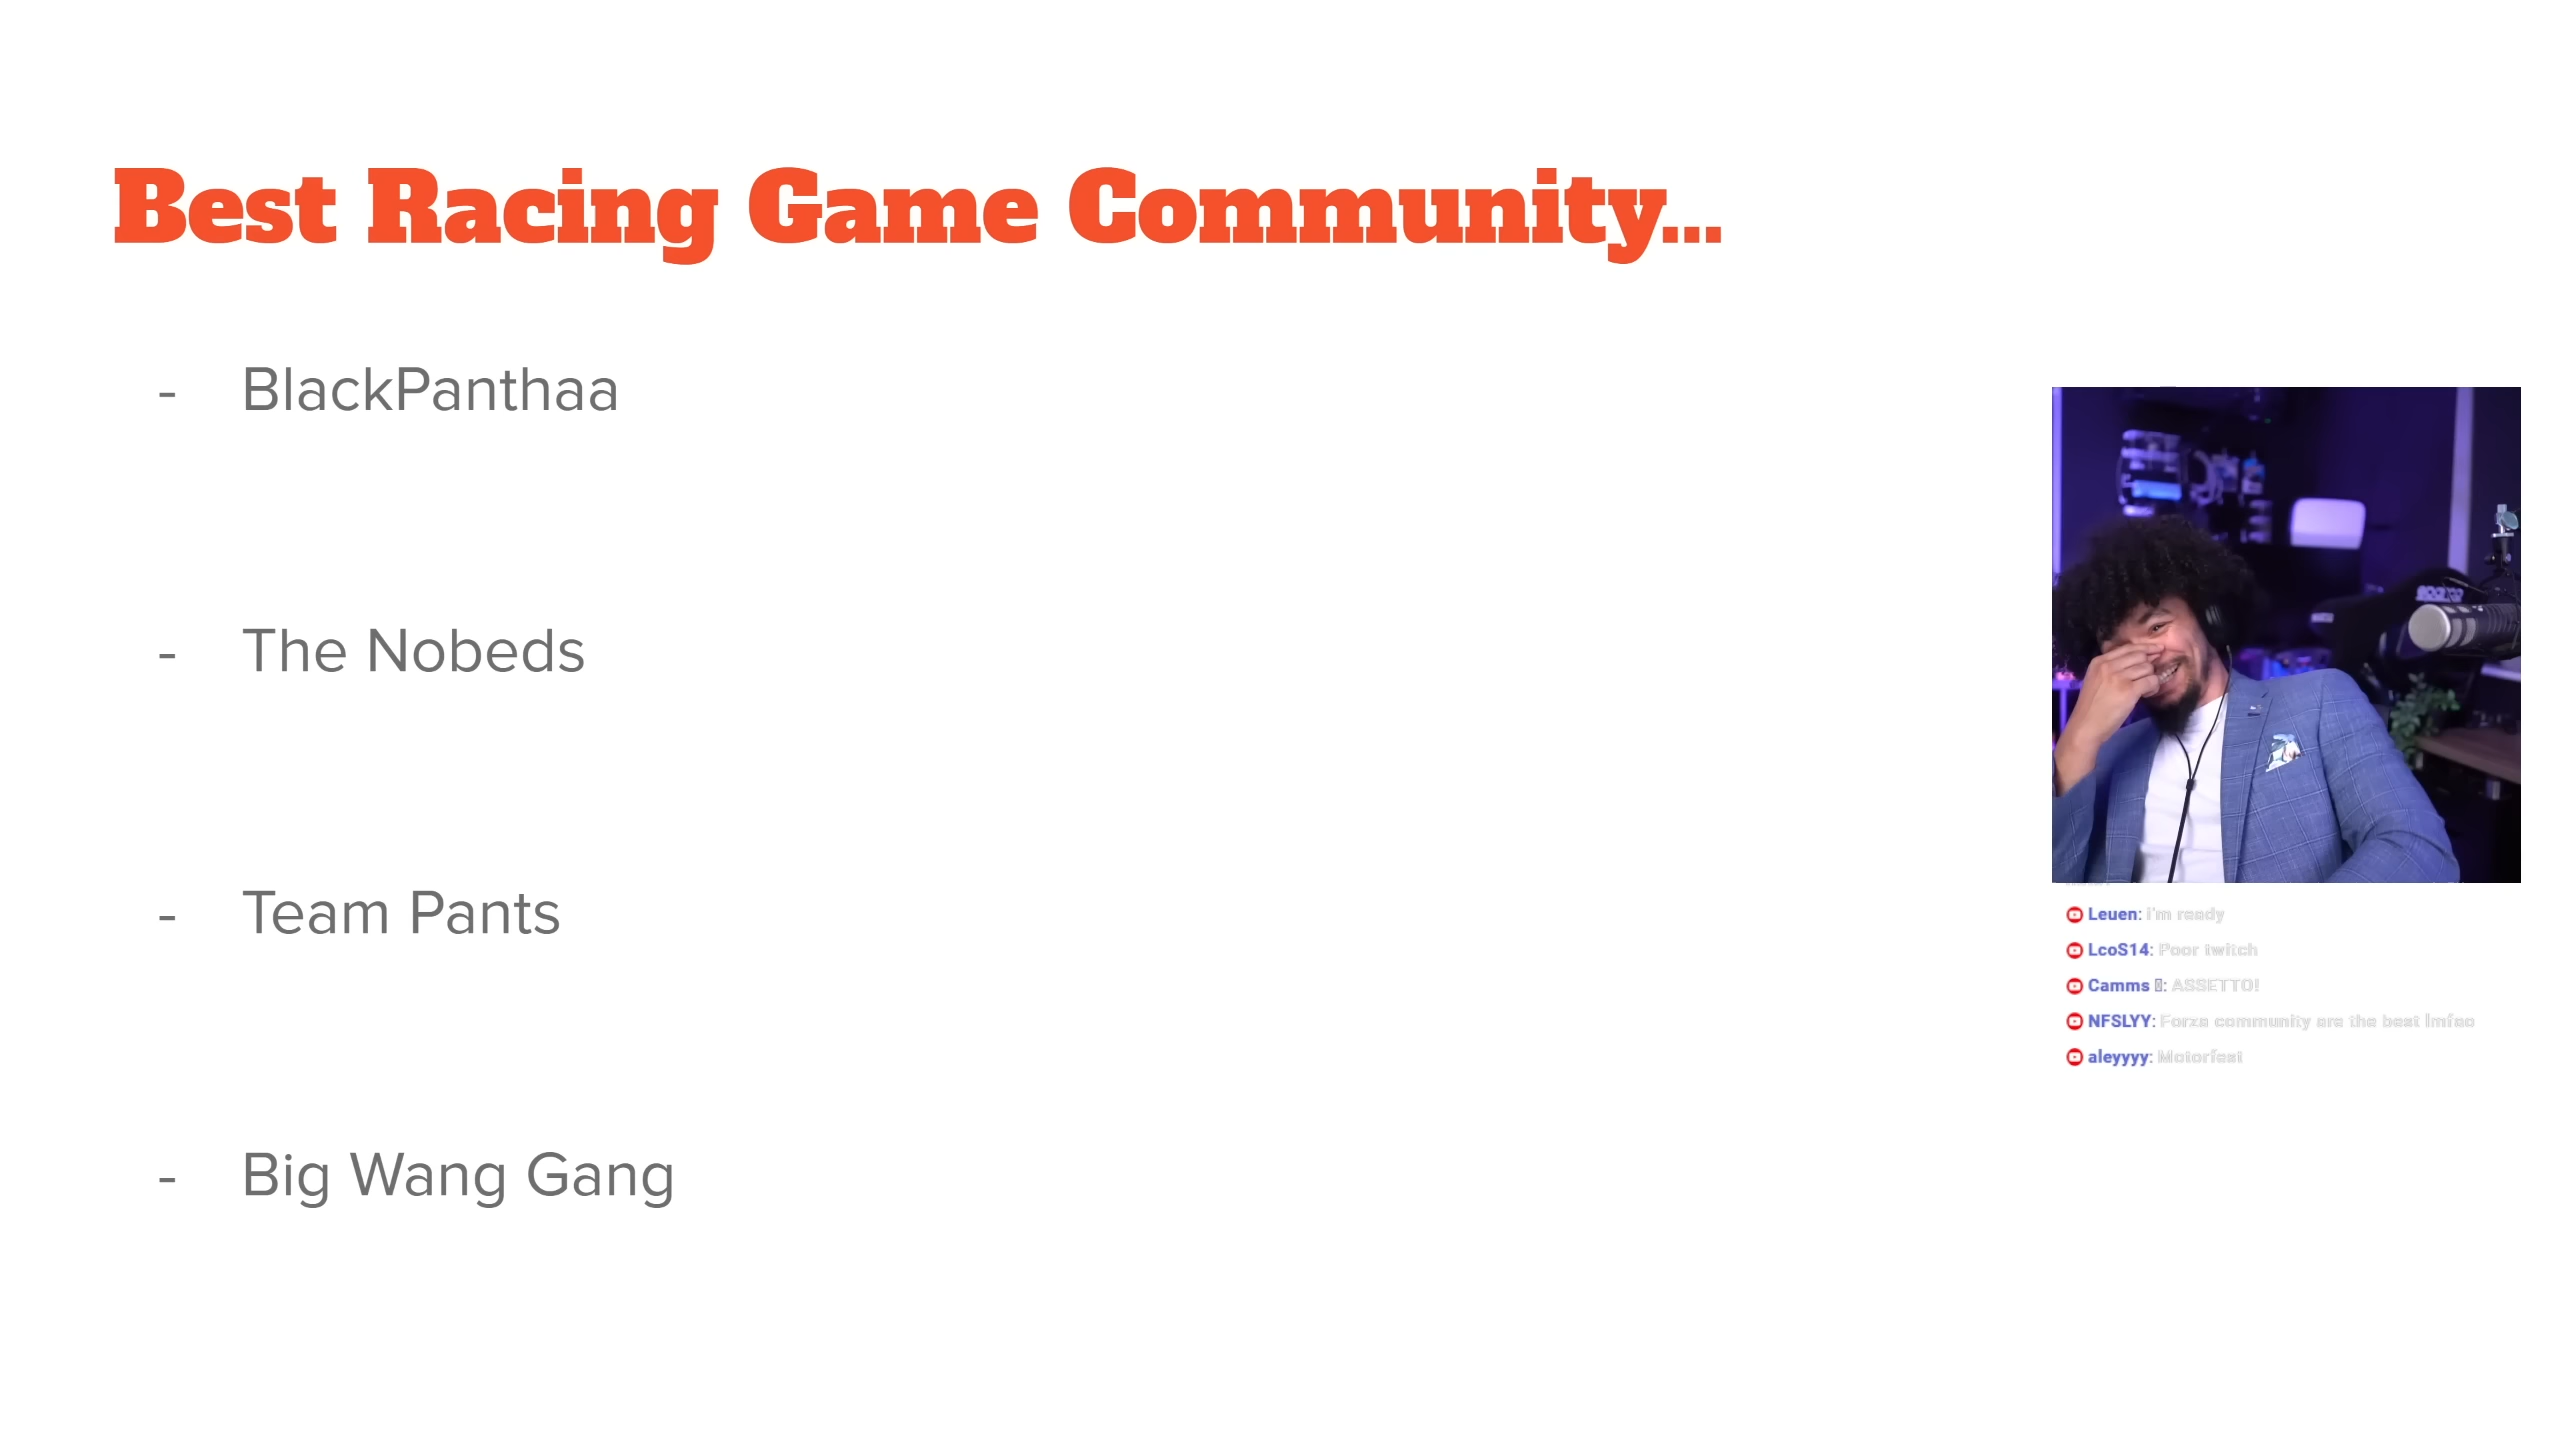 Best Racing Game Community...
- BlackPanthaa
- The Nobeds
- Team Pants
- Big Wang Gang
Leuen: i'm ready
LcoS14: Poor twitch
Camms : ASSETTO!
NFSLYY: Forza community are the best lmfao
aleyyyy: Motorfest